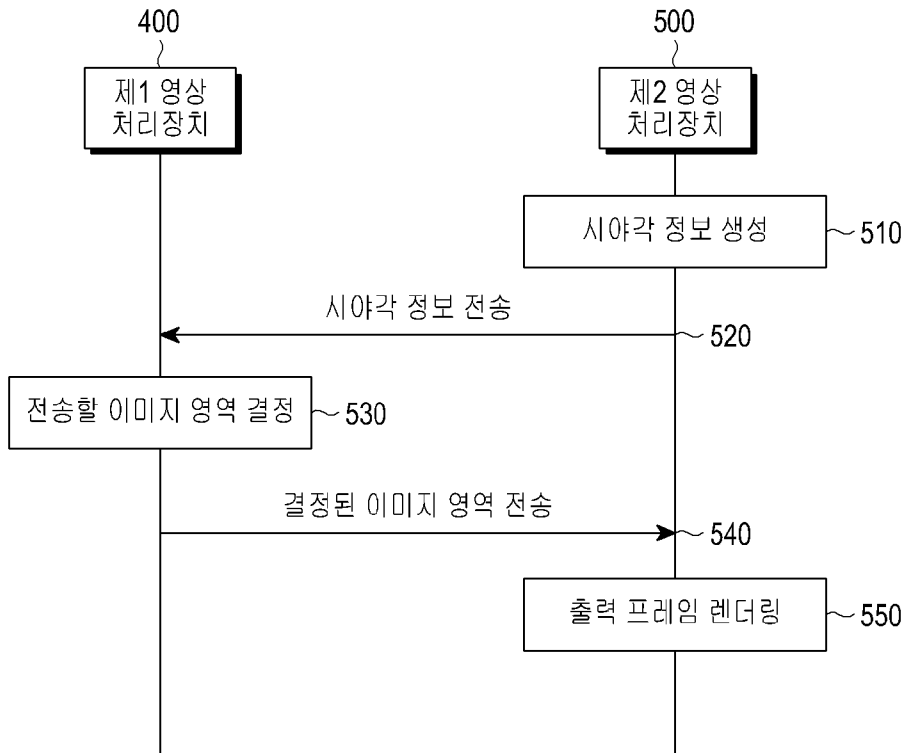 400
500
제1 영상
처리장치
제2 영상
처리장치
시야각 정보 생성
510
시야각 정보 전송
520
전송할 이미지 영역 결정
530
결정된 이미지 영역 전송
540
출력 프레임 렌더링
550